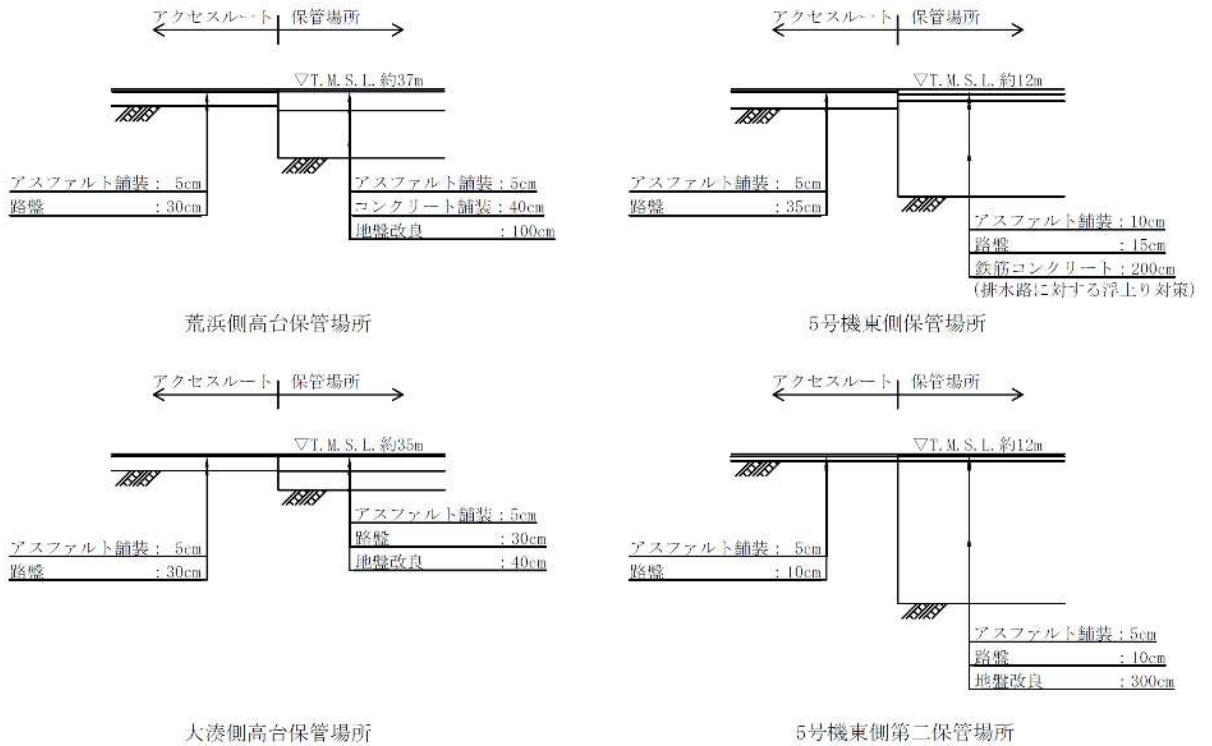 アクセスルート 保管場所
▽T.M.S.L.約37m
アスファルト舗装: 5cm
路盤 :30cm
アスファルト舗装:5cm
コンクリート舗装:40cm
地盤改良 :100cm
荒浜側高台保管場所
アクセスルート 保管場所
▽T.M.S.L.約12m
アスファルト舗装: 5cm
路盤 :35cm
アスファルト舗装:10cm
路盤 :15cm
鉄筋コンクリート:200cm
(排水路に対する浮上り対策)
5号機東側保管場所
アクセスルート 保管場所
▽T.M.S.L.約35m
アスファルト舗装: 5cm
路盤 :30cm
アスファルト舗装:5cm
路盤 :30cm
地盤改良 :40cm
大湊側高台保管場所
アクセスルート 保管場所
▽T.M.S.L.約12m
アスファルト舗装: 5cm
路盤 :10cm
アスファルト舗装:5cm
路盤 :10cm
地盤改良 :300cm
5号機東側第二保管場所